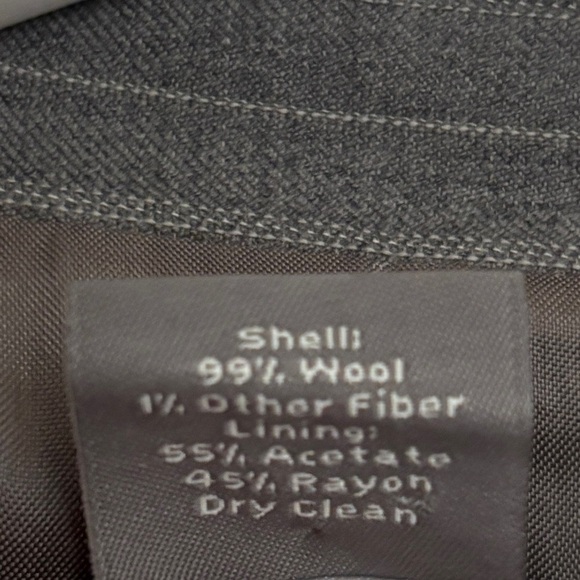 Shell:
99% Wool
1% Other Fiber
Lining:
55% Acetate
45% Rayon
Dry Clean